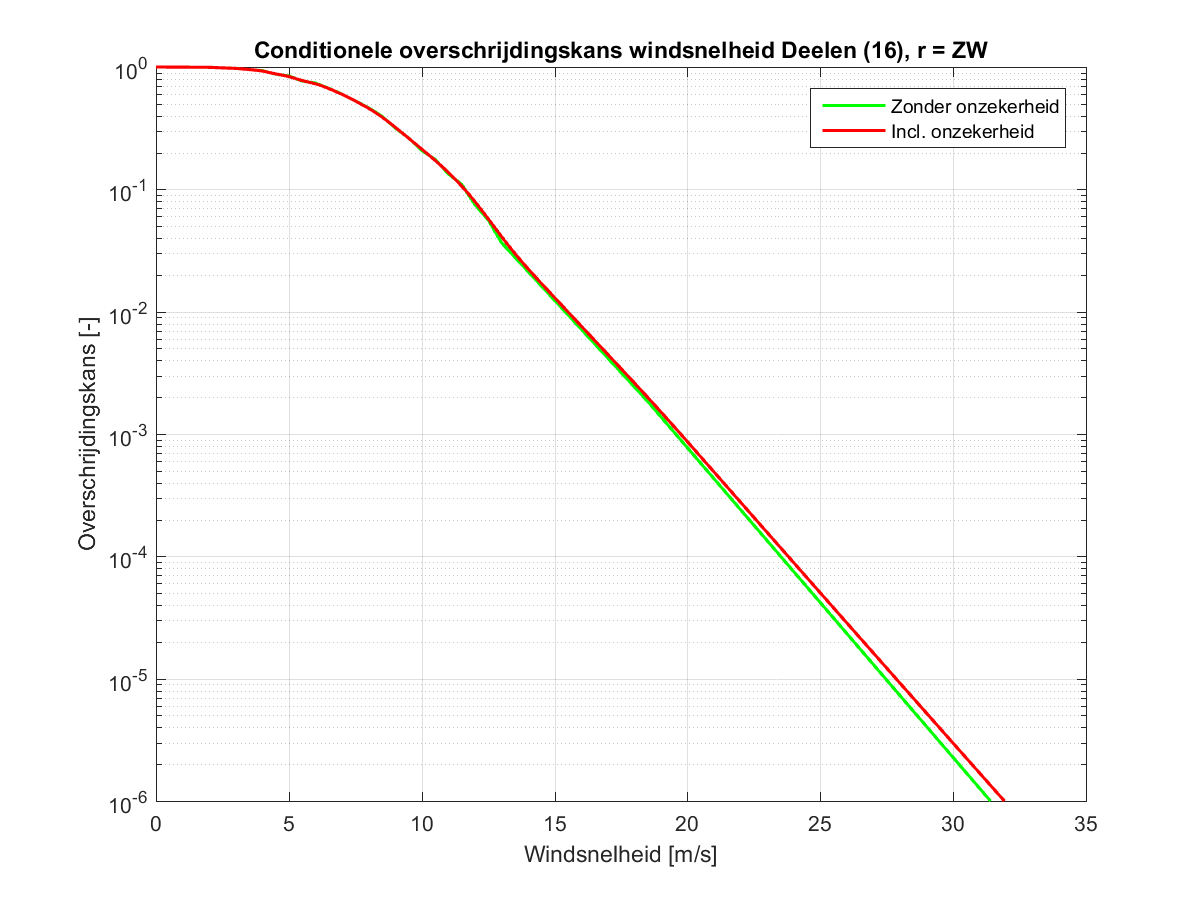 Conditionele overschrijdingskans windsnelheid Deelen (16), r = ZW
Zonder onzekerheid
Incl. onzekerheid
Overschrijdingskans [-]
10^0
10^-1
10^-2
10^-3
10^-4
10^-5
10^-6
0 5 10 15 20 25 30 35
Windsnelheid [m/s]